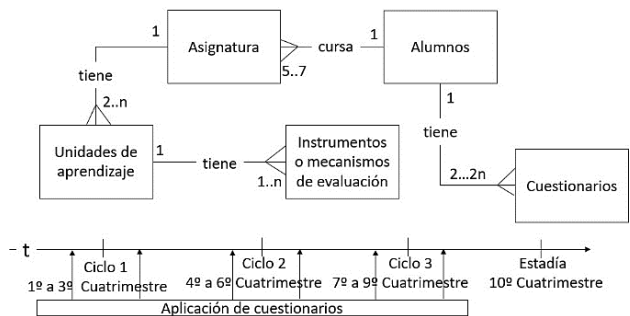 1
Asignatura
5..7
cursa
1
Alumnos
tiene
2..n
1
tiene
Unidades de
aprendizaje
1
tiene
1..n
Instrumentos
o mecanismos
de evaluación
2...2n
Cuestionarios
- t
Ciclo 1
1º a 3º Cuatrimestre
Ciclo 2
4º a 6º Cuatrimestre
Ciclo 3
7º a 9º Cuatrimestre
Estadía
10º Cuatrimestre
Aplicación de cuestionarios